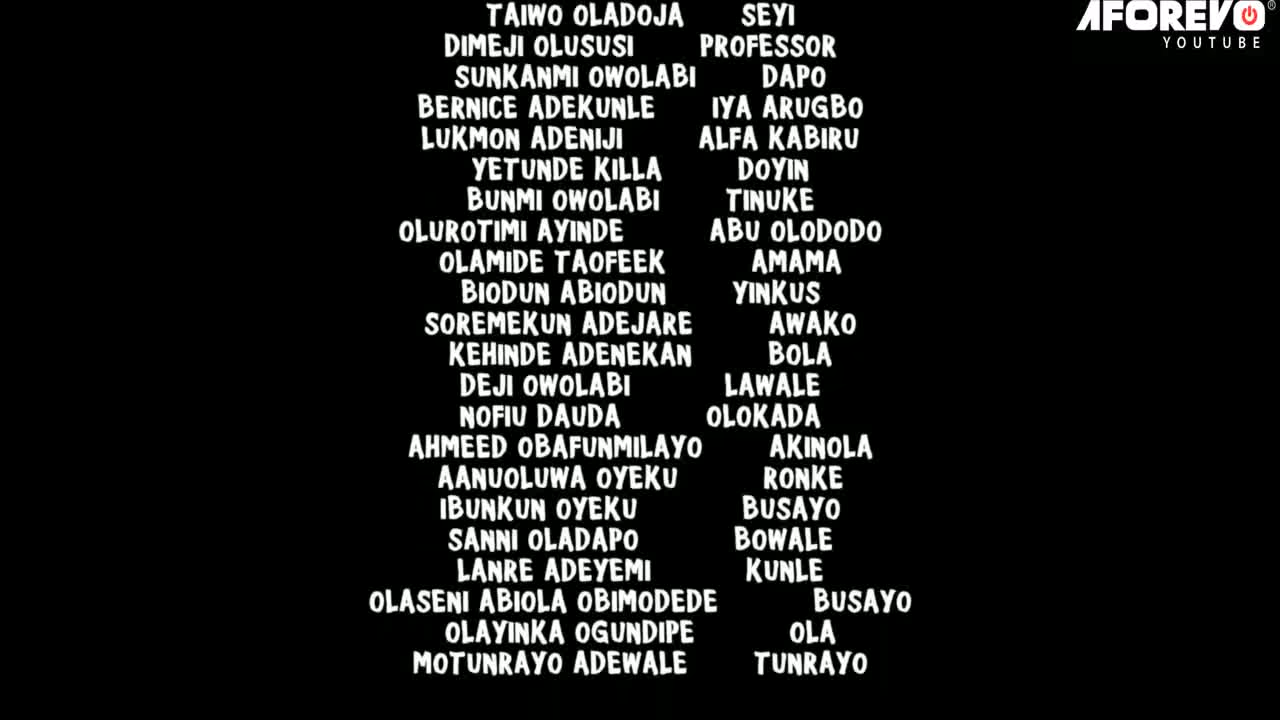 AFOREVO®
YOUTUBE
TAIWO OLADOJA SEYI
DIMEJI OLUSUSI PROFESSOR
SUNKANMI OWOLABI DAPO
BERNICE ADEKUNLE IYA ARUGBO
LUKMON ADENIJI ALFA KABIRU
YETUNDE KILLA DOYIN
BUNMI OWOLABI TINUKE
OLUROTIMI AYINDE ABU OLODODO
OLAMIDE TAOFEEK AMAMA
BIODUN ABIODUN YINKUS
SOREMEKUN ADEJARE AWAKO
KEHINDE ADENEKAN BOLA
DEJI OWOLABI LAWALE
NOFIU DAUDA OLOKADA
AHMEED OBAFUNMILAYO AKINOLA
AANUOLUWA OYEKU RONKE
IBUNKUN OYEKU BUSAYO
SANNI OLADAPO BOWALE
LANRE ADEYEMI KUNLE
OLASENI ABIOLA OBIMODEDE BUSAYO
OLAYINKA OGUNDIPE OLA
MOTUNRAYO ADEWALE TUNRAYO